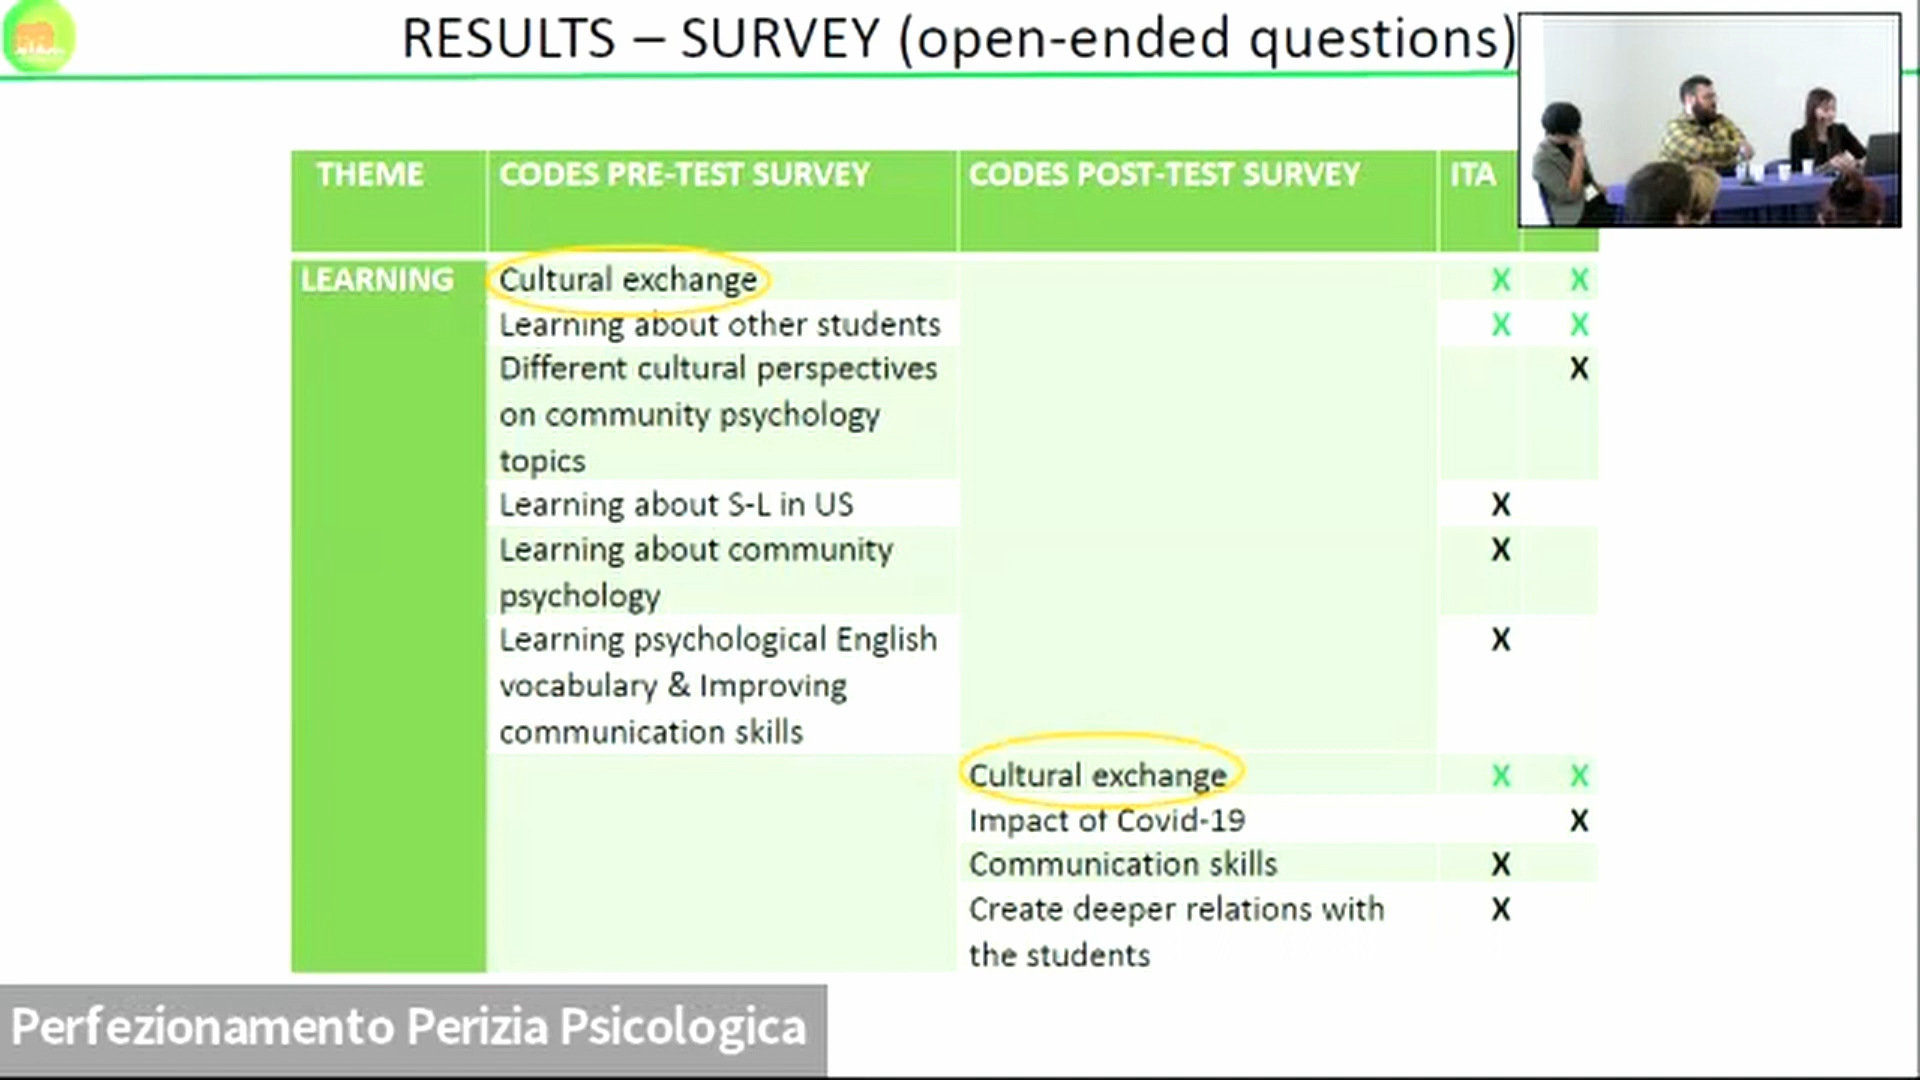 RESULTS – SURVEY (open-ended questions)
THEME CODES PRE-TEST SURVEY CODES POST-TEST SURVEY ITA
LEARNING Cultural exchange X X
Learning about other students X X
Different cultural perspectives X
on community psychology
topics
Learning about S-L in US X
Learning about community X
psychology
Learning psychological English X
vocabulary & Improving
communication skills
Cultural exchange X X
Impact of Covid-19 X
Communication skills X
Create deeper relations with X
the students
Perfezionamento Perizia Psicologica